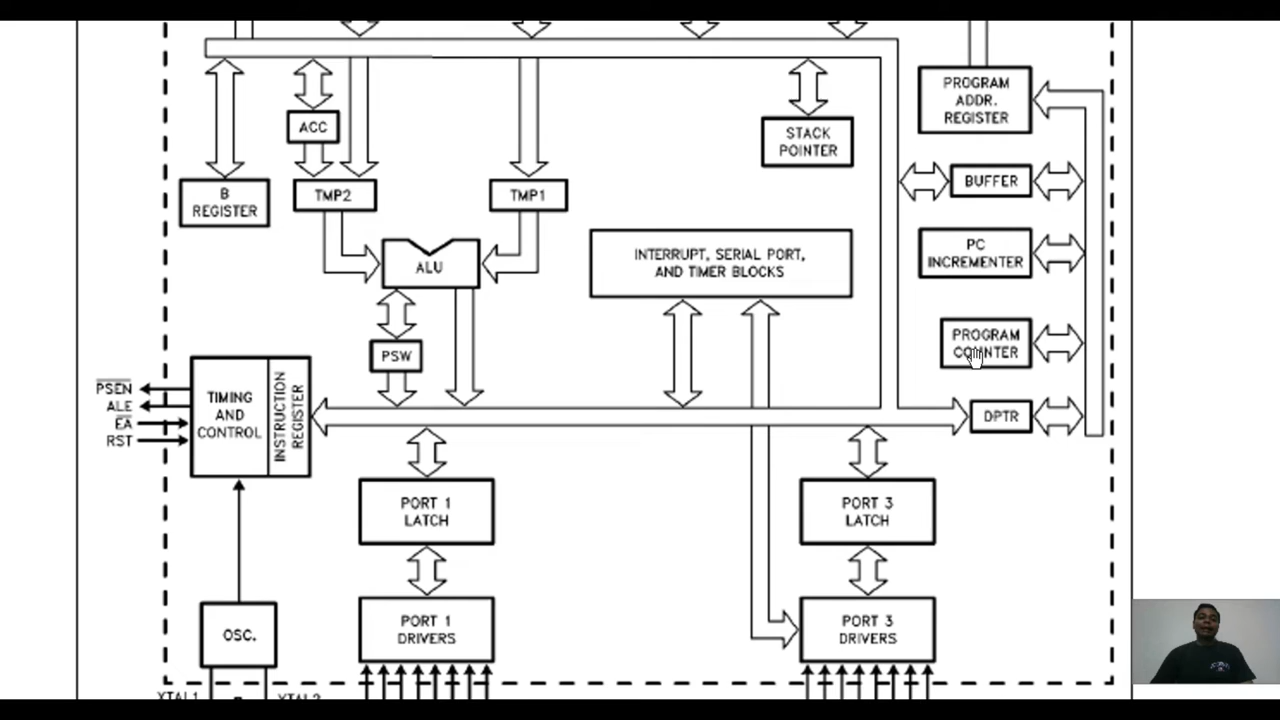 PROGRAM
ADDR.
REGISTER
ACC
STACK
POINTER
B
REGISTER
TMP2
TMP1
BUFFER
ALU
INTERRUPT, SERIAL PORT,
AND TIMER BLOCKS
PC
INCREMENTER
PSW
PROGRAM
COUNTER
PSEN
ALE
EA
RST
TIMING
AND
CONTROL
INSTRUCTION
REGISTER
DPTR
PORT 1
LATCH
PORT 3
LATCH
OSC.
PORT 1
DRIVERS
PORT 3
DRIVERS
XTAL1
XTAL2